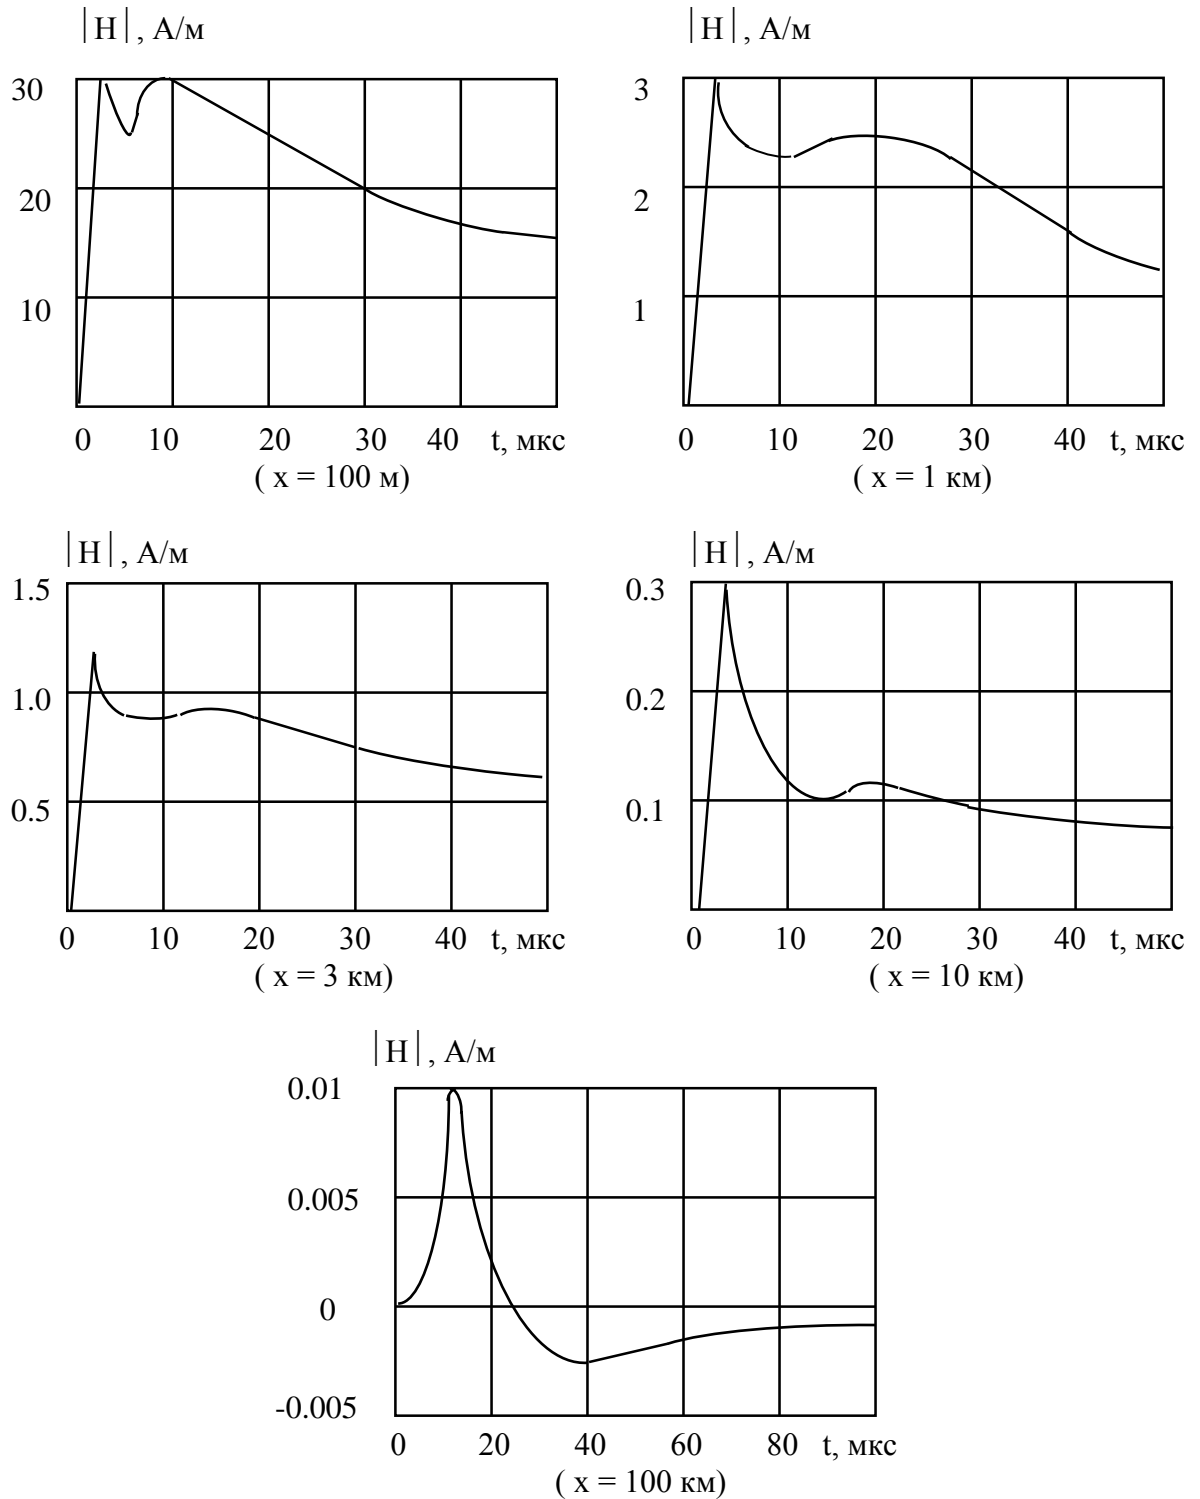 |H|, А/м
30
20
10
0 10 20 30 40 t, мкс
( x = 100 м)
|H|, А/м
3
2
1
0 10 20 30 40 t, мкс
( x = 1 км)
|H|, А/м
1.5
1.0
0.5
0 10 20 30 40 t, мкс
( x = 3 км)
|H|, А/м
0.3
0.2
0.1
0 10 20 30 40 t, мкс
( x = 10 км)
|H|, А/м
0.01
0.005
0
-0.005
0 20 40 60 80 t, мкс
( x = 100 км)